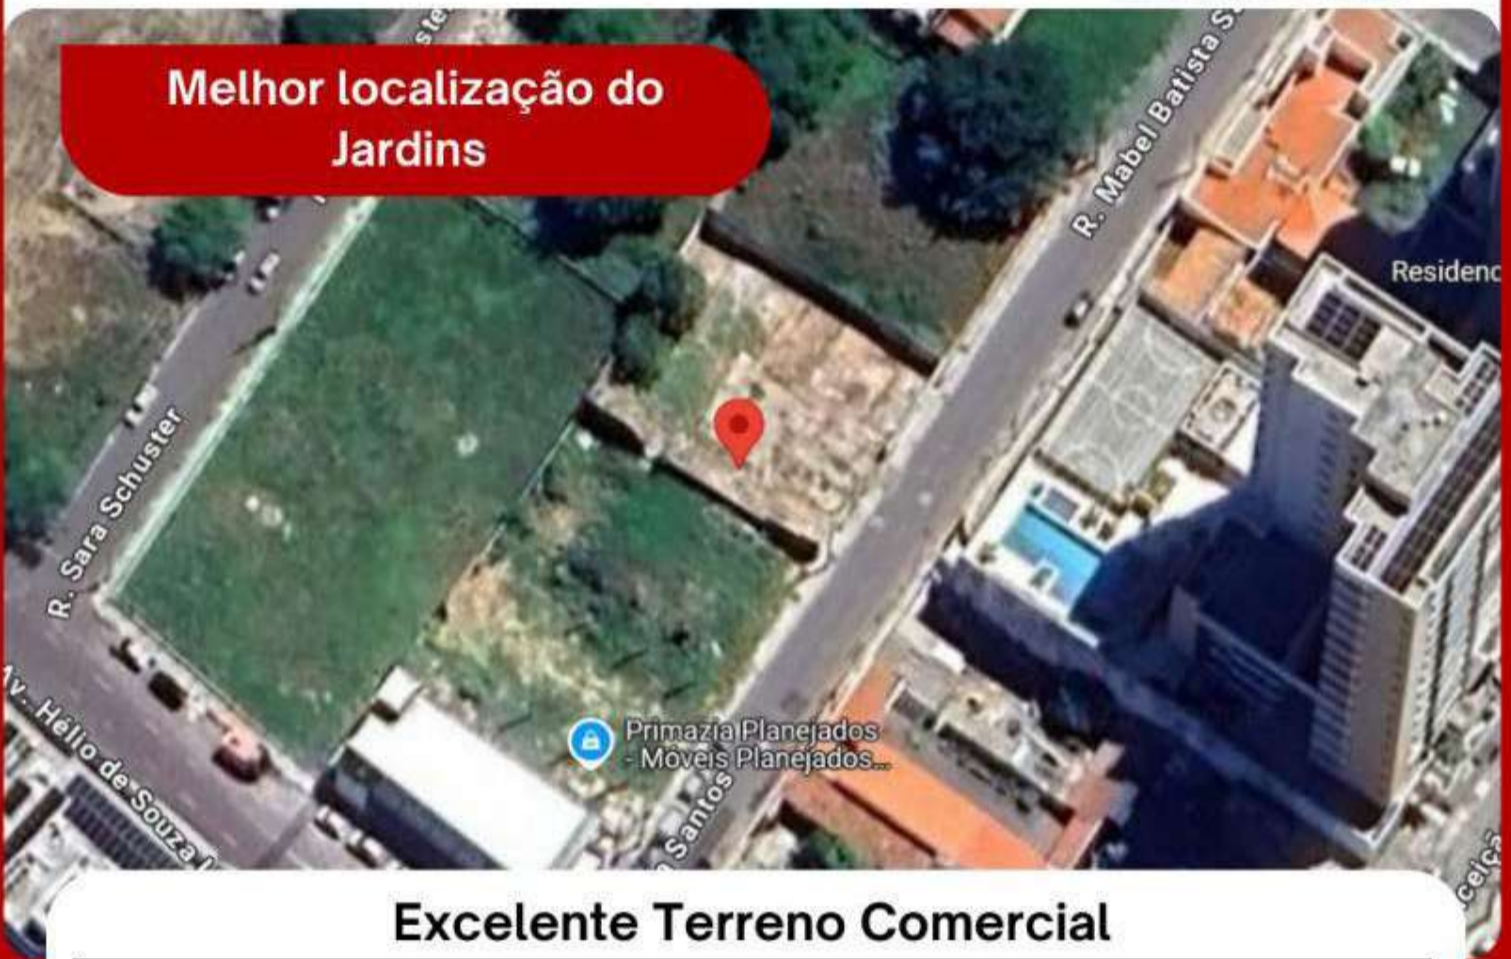 Melhor localização do
Jardins
R. Mabel Batista S
Residenc
R. Sara Schuster
Av. Hélio de Souza
Primazia Planejados
- Móveis Planejados...
Santos
Excelente Terreno Comercial